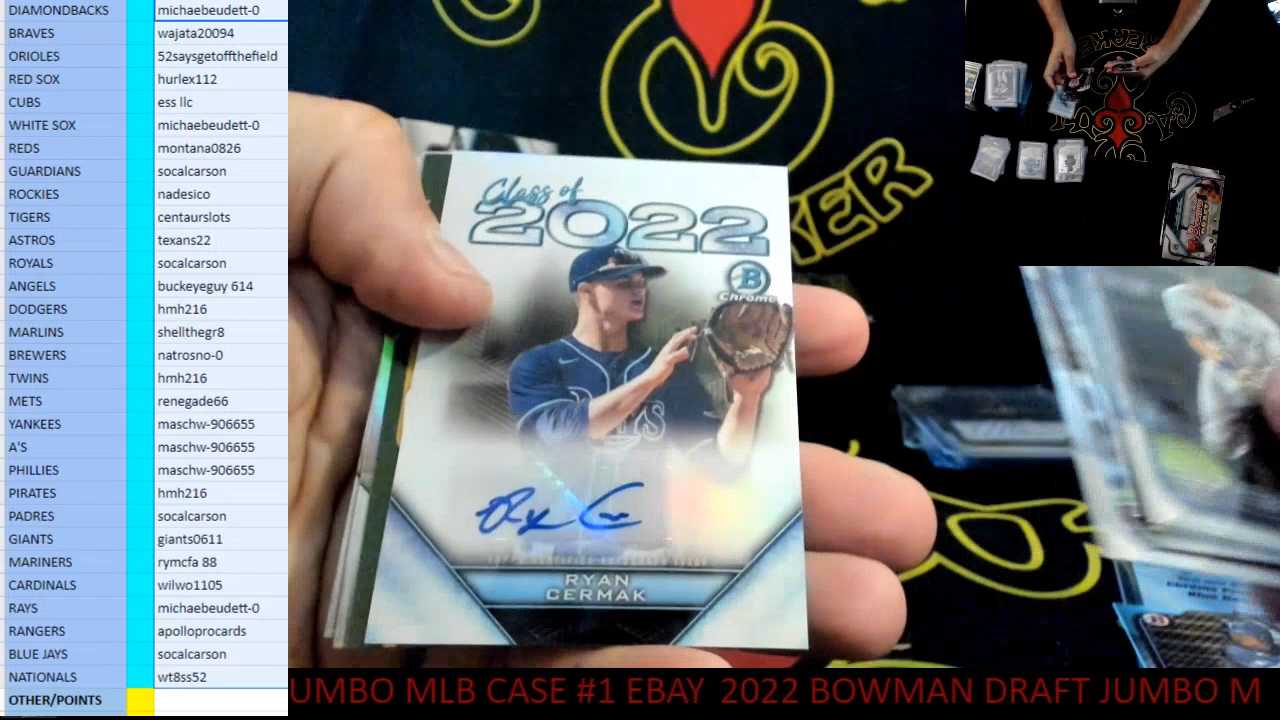 DIAMONDBACKS michaebeudett-0
BRAVES wajata20094
ORIOLES 52saysgetoffthefield
RED SOX hurlex112
CUBS ess llc
WHITE SOX michaebeudett-0
REDS montana0826
GUARDIANS socalcarson
ROCKIES nadesico
TIGERS centaurslots
ASTROS texans22
ROYALS socalcarson
ANGELS buckeyeguy 614
DODGERS hmh216
MARLINS shellthegr8
BREWERS natrosno-0
TWINS hmh216
METS renegade66
YANKEES maschw-906655
A'S maschw-906655
PHILLIES maschw-906655
PIRATES hmh216
PADRES socalcarson
GIANTS giants0611
MARINERS rymcfa 88
CARDINALS wilwo1105
RAYS michaebeudett-0
RANGERS apolloprocards
BLUE JAYS socalcarson
NATIONALS wt8ss52
OTHER/POINTS
Class of
2022
B
Chrome
RYAN
CERMAK
KER
UMBO MLB CASE #1 EBAY 2022 BOWMAN DRAFT JUMBO M